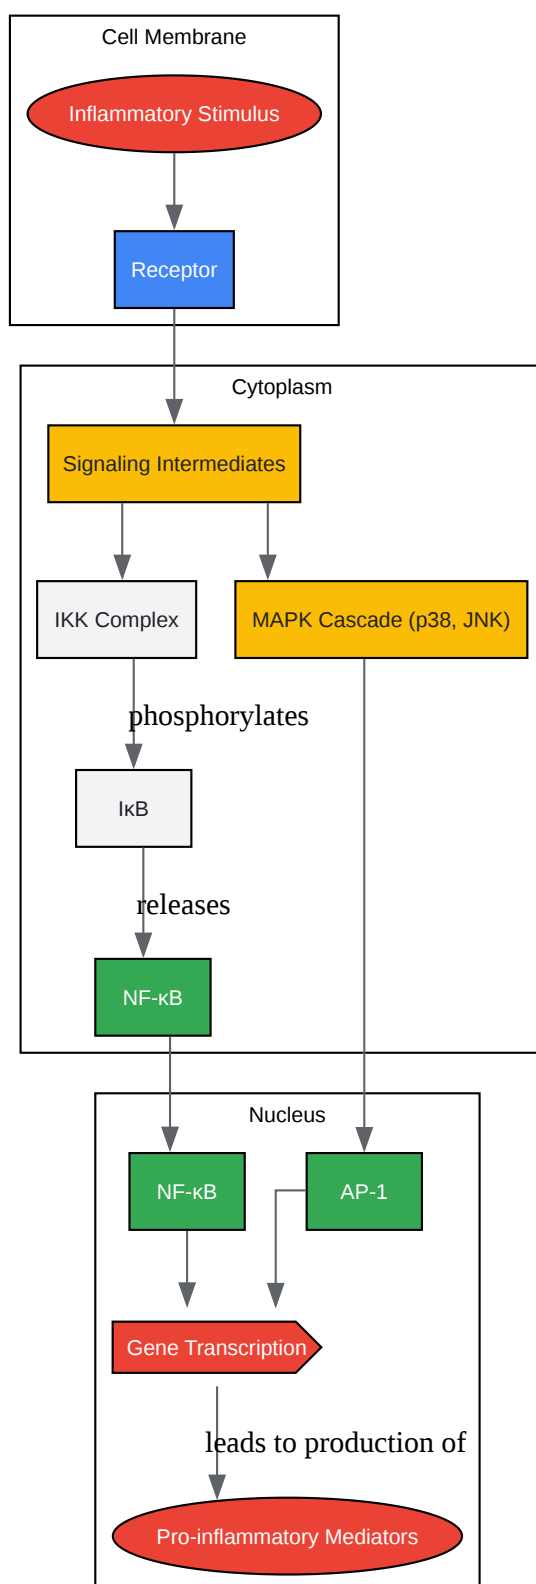 Cell Membrane
Inflammatory Stimulus
Receptor
Cytoplasm
Signaling Intermediates
IKK Complex
MAPK Cascade (p38, JNK)
phosphorylates
IκB
releases
NF-κB
Nucleus
NF-κB
AP-1
Gene Transcription
leads to production of
Pro-inflammatory Mediators